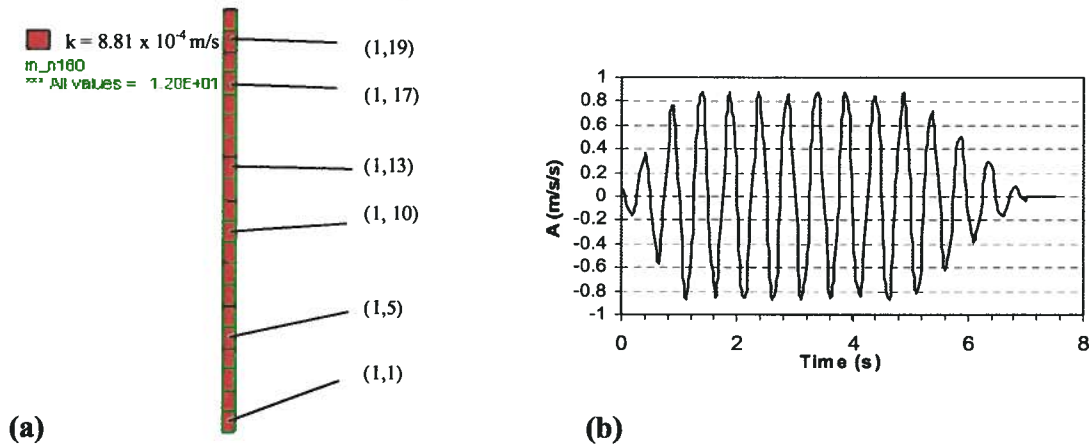 k = 8.81 x 10⁻⁴ m/s
m_n160
*** All values = 1.20E+01
(1,19)
(1, 17)
(1,13)
(1, 10)
(1,5)
(1,1)
(a)
A (m/s/s)
1
0.8
0.6
0.4
0.2
0
-0.2
-0.4
-0.6
-0.8
-1
0 2 4 6 8
Time (s)
(b)